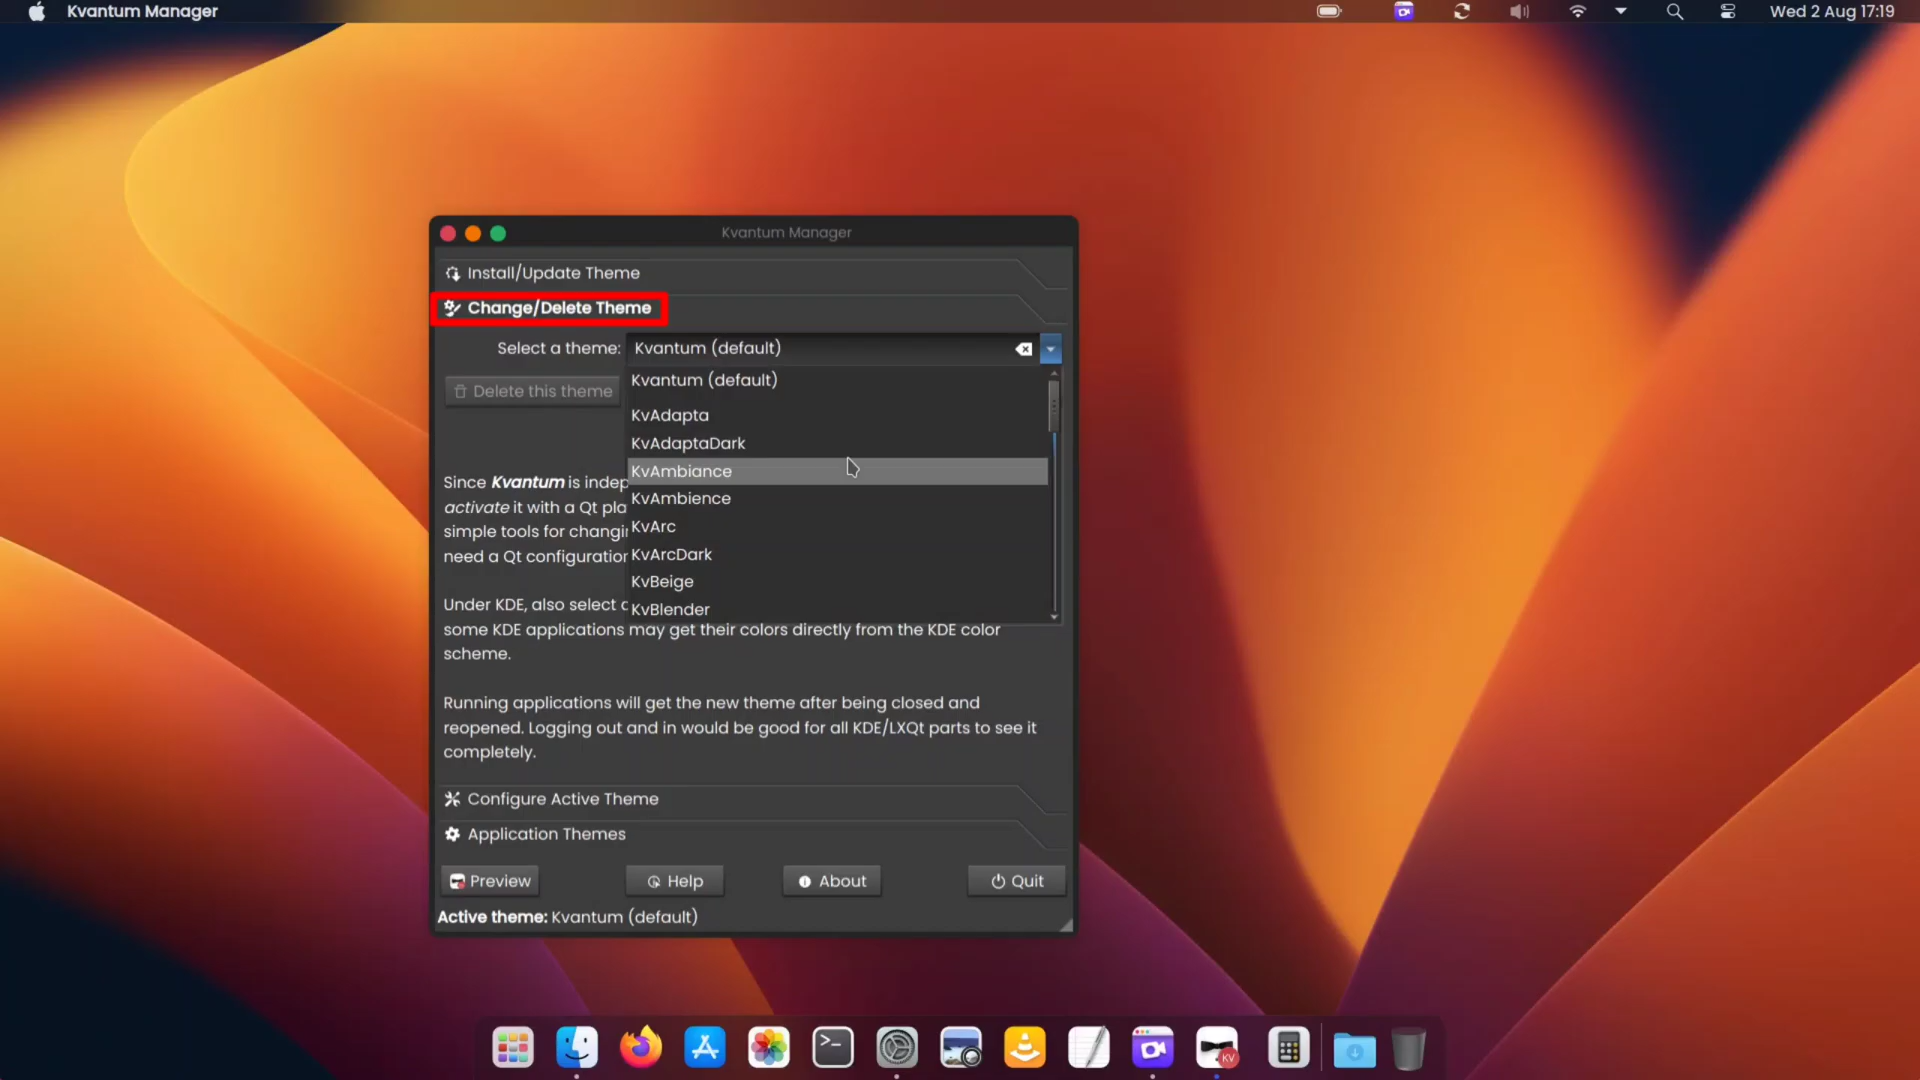 Kvantum Manager
Wed 2 Aug 17:19
Kvantum Manager
Install/Update Theme
Change/Delete Theme
Select a theme: Kvantum (default)
Kvantum (default)
Delete this theme
KvAdapta
KvAdaptaDark
KvAmbiance
KvAmbience
KvArc
KvArcDark
KvBeige
KvBlender
Since Kvantum is
activate it with a Qt
simple tools for
need a Qt
Under KDE, also select
some KDE applications may get their colors directly from the KDE color
scheme.
Running applications will get the new theme after being closed and
reopened. Logging out and in would be good for all KDE/LXQt parts to see it
completely.
Configure Active Theme
Application Themes
Preview
Help
About
Quit
Active theme: Kvantum (default)
>_
KV